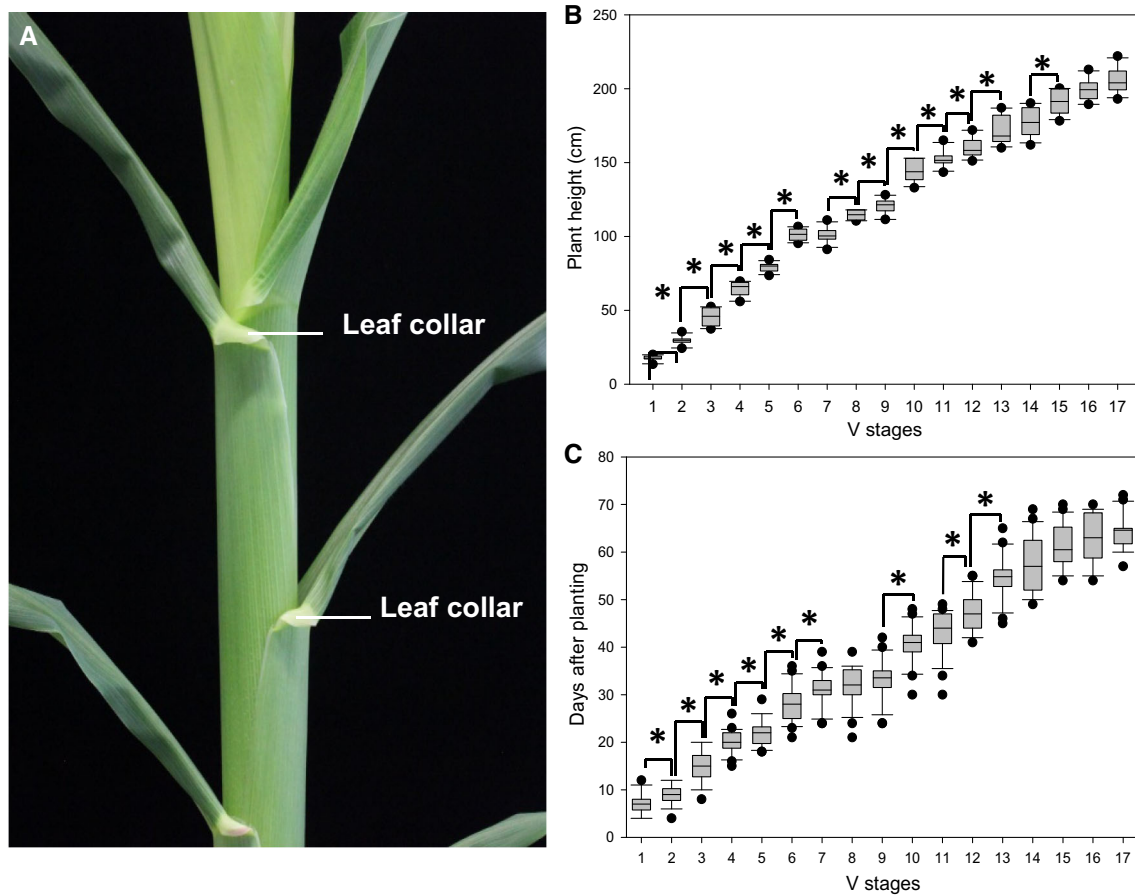 A
Leaf collar
Leaf collar
B
Plant height (cm)
250
200
150
100
50
0
* * * * * * * * * * * *
1 2 3 4 5 6 7 8 9 10 11 12 13 14 15 16 17
V stages
C
Days after planting
80
70
60
50
40
30
20
10
0
* * * * * * * * *
1 2 3 4 5 6 7 8 9 10 11 12 13 14 15 16 17
V stages